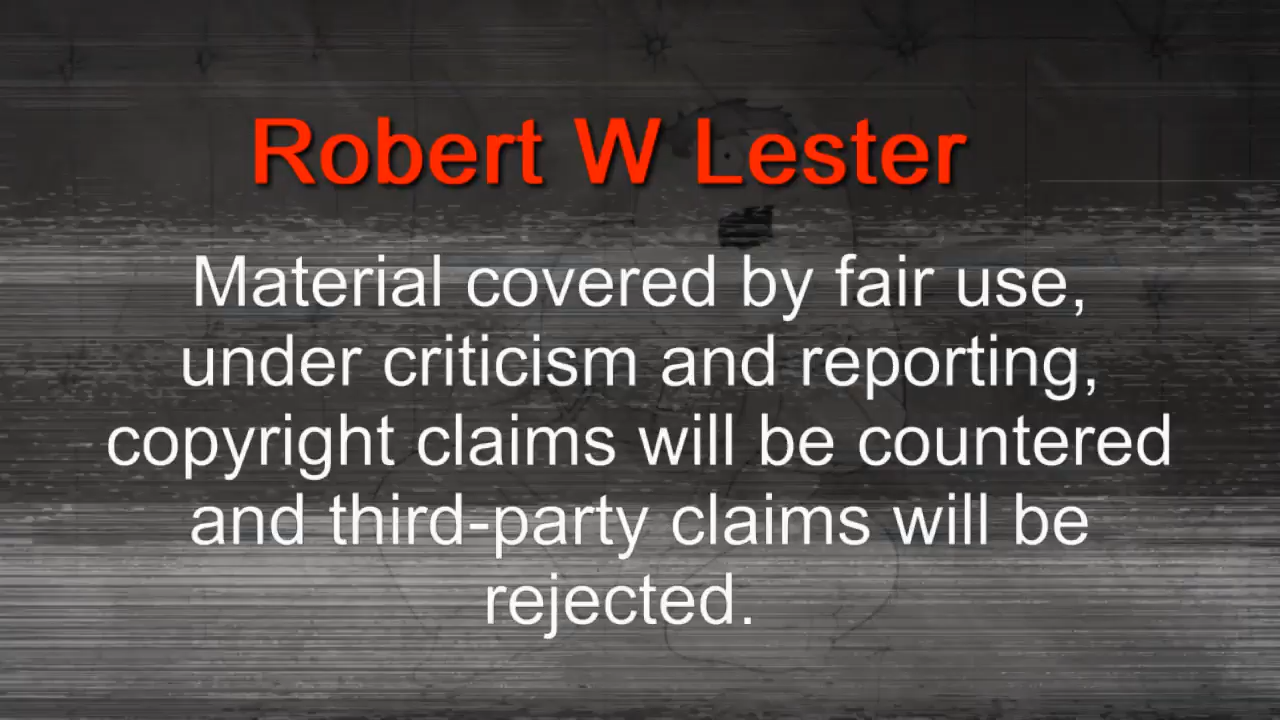 Robert W Lester
Material covered by fair use,
under criticism and reporting,
copyright claims will be countered
and third-party claims will be
rejected.